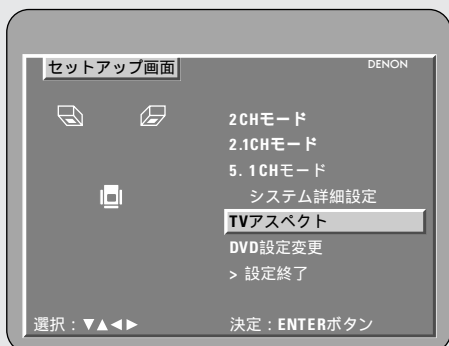 セットアップ画面
DENON
2CHモード
2.1CHモード
5. 1CHモード
システム詳細設定
TVアスペクト
DVD設定変更
> 設定終了
選択：▼▲◀▶
決定：ENTERボタン